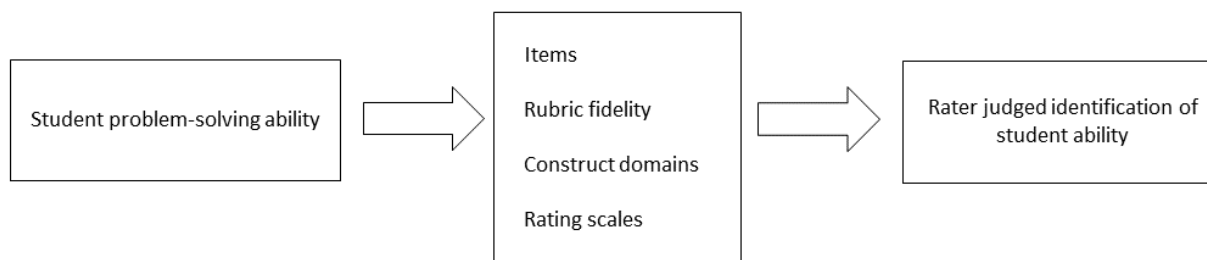 Student problem-solving ability
Items
Rubric fidelity
Construct domains
Rating scales
Rater judged identification of
student ability